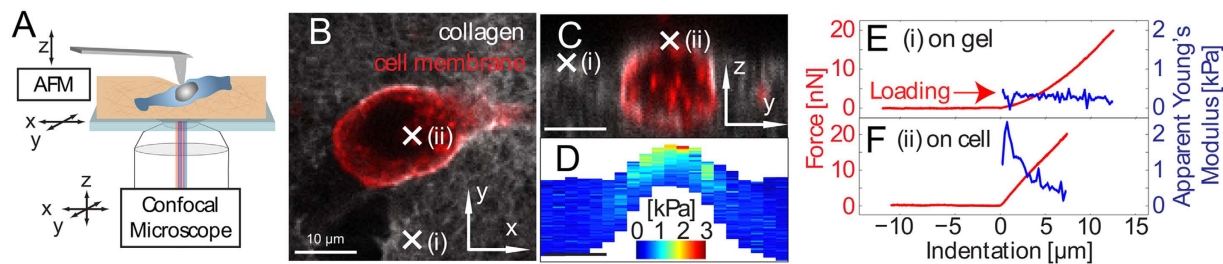 A
z
AFM
x
y
z
x
y
Confocal
Microscope
B
collagen
cell membrane
(ii)
y
x
(i)
10 µm
C
(ii)
(i)
z
y
D
[kPa]
0 1 2 3
E
(i) on gel
Loading
F
(ii) on cell
Force [nN]
20
10
0
20
10
0
Apparent Young's
Modulus [kPa]
2
1
0
2
1
0
−10 −5 0 5 10 15
Indentation [µm]